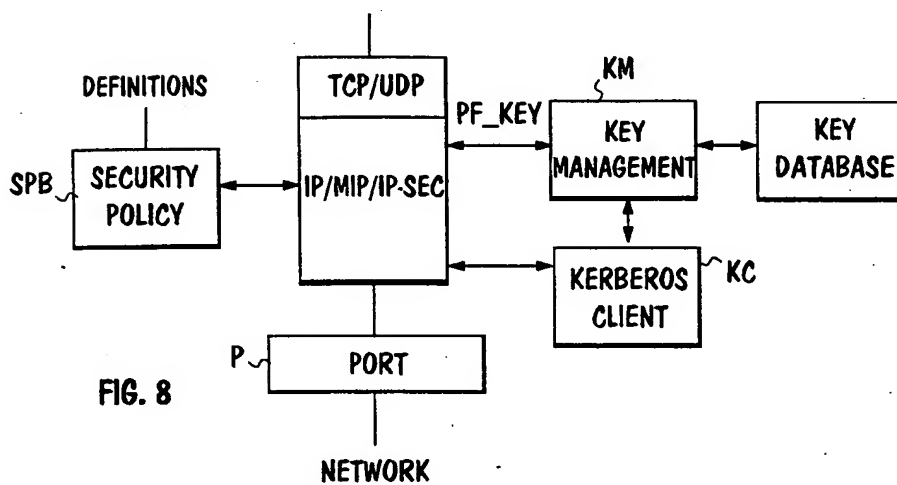 DEFINITIONS
SPB
SECURITY
POLICY
TCP/UDP
IP/MIP/IP-SEC
PF_KEY
KM
KEY
MANAGEMENT
KEY
DATABASE
KERBEROS
CLIENT
KC
P
PORT
NETWORK
FIG. 8